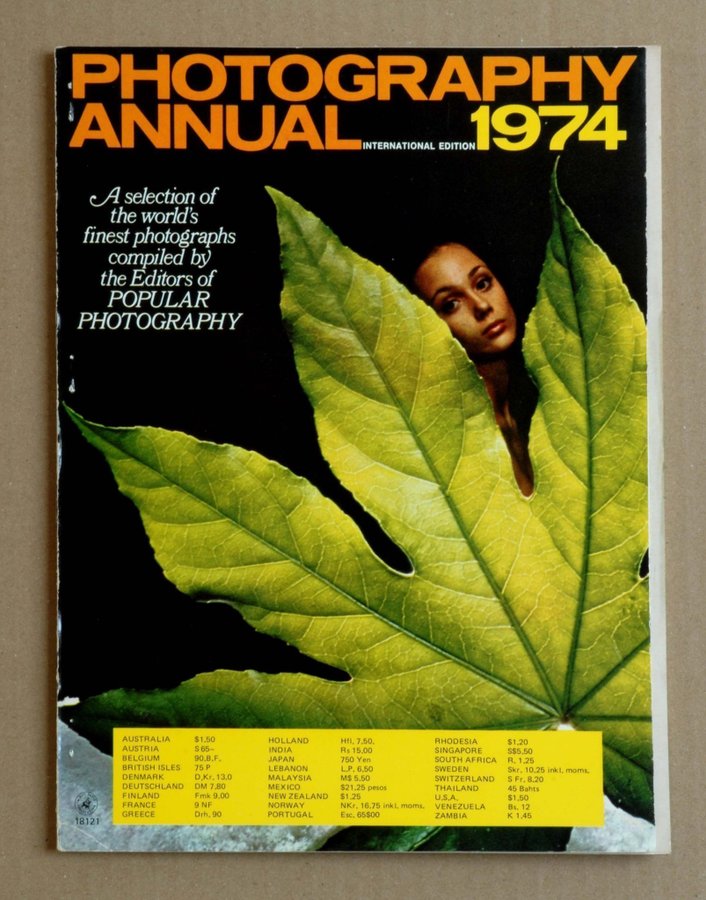 PHOTOGRAPHY
ANNUAL INTERNATIONAL EDITION 1974
A selection of
the world's
finest photographs
compiled by
the Editors of
POPULAR
PHOTOGRAPHY
AUSTRALIA $1,50
AUSTRIA S 65–
BELGIUM 90,B,F,
BRITISH ISLES 75 P
DENMARK D,Kr, 13,0
DEUTSCHLAND DM 7.80
FINLAND Fmk 9,00
FRANCE 9 NF
GREECE Drh, 90
HOLLAND Hfl, 7,50,
INDIA Rs 15,00
JAPAN 750 Yen
LEBANON L,P, 6,50
MALAYSIA M$ 5,50
MEXICO $21,25 pesos
NEW ZEALAND $1,25
NORWAY NKr, 16,75 inkl, moms,
PORTUGAL Esc, 65$00
RHODESIA $1,20
SINGAPORE S$5,50
SOUTH AFRICA R, 1,25
SWEDEN Skr, 10,25 inkl, moms,
SWITZERLAND S Fr, 8,20
THAILAND 45 Bahts
U,S,A, $1,50
VENEZUELA Bs, 12
ZAMBIA K 1,45
18121